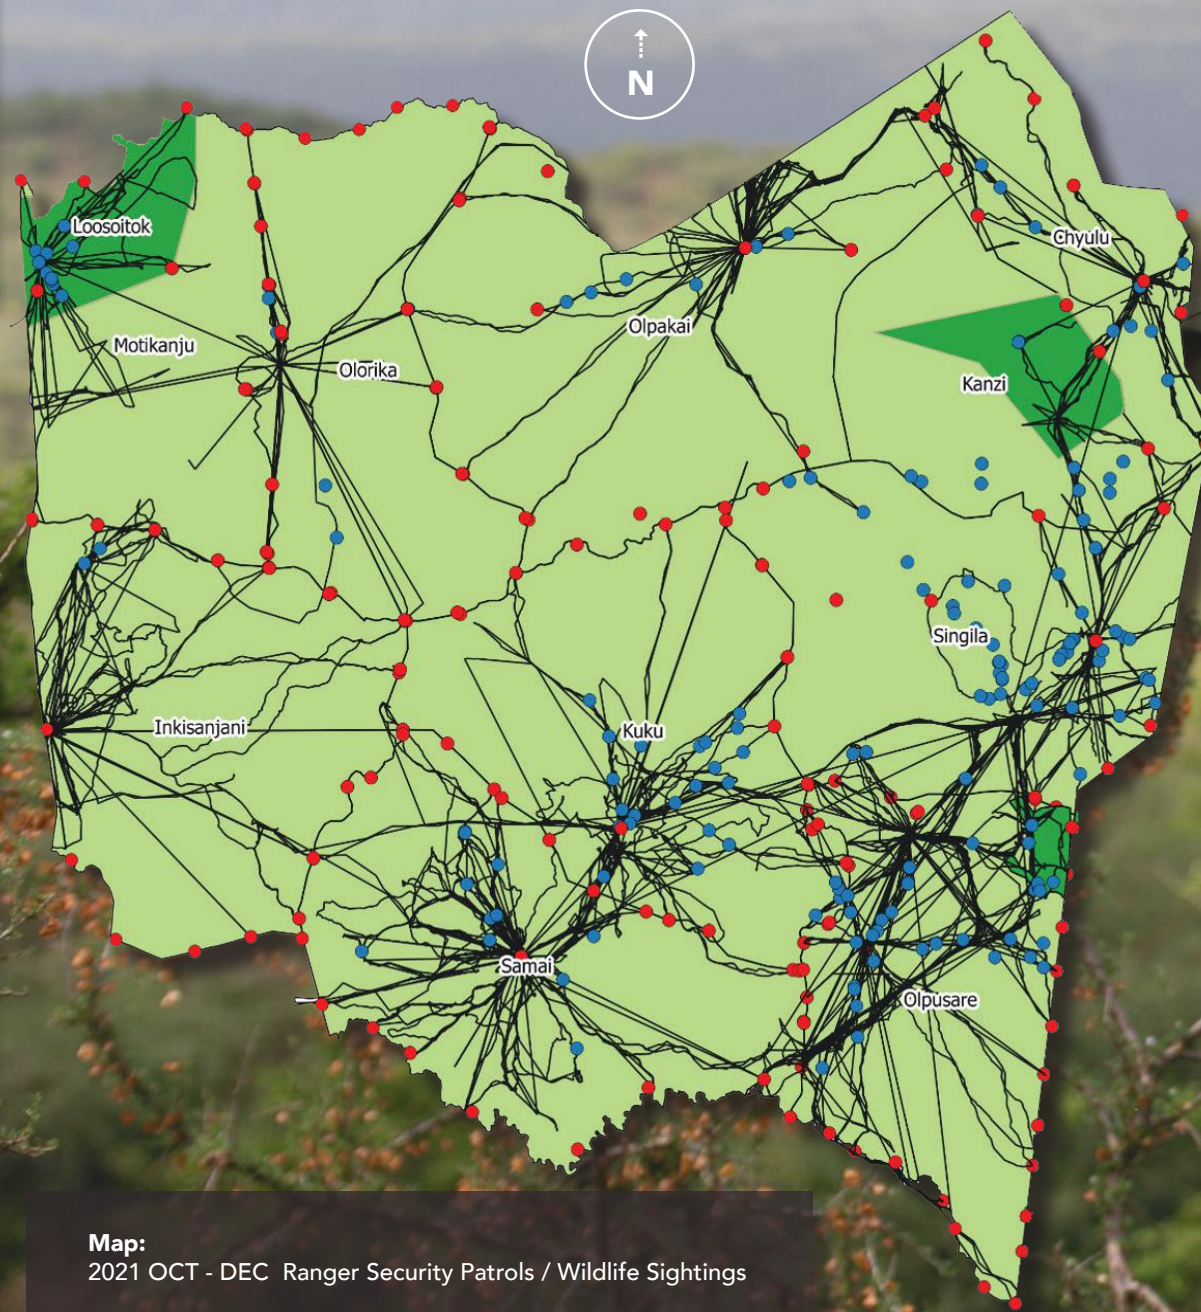 N
Loosoitok
Chyulu
Olpakai
Motikanju
Olorika
Kanzi
Singila
Inkisanjani
Kuku
Samai
Olpusare
Map:
2021 OCT - DEC Ranger Security Patrols / Wildlife Sightings